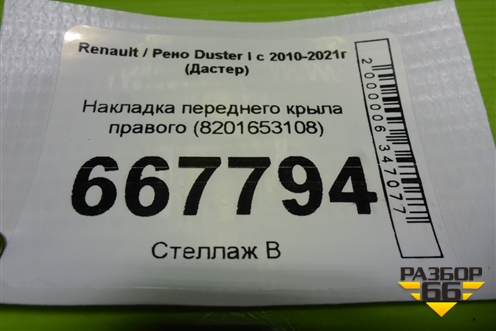 Renault / Рено Duster I с 2010-2021г
(Дастер)
Накладка переднего крыла
правого (8201653108)
667794
Стеллаж В
2000006347077
РАЗБОР
66